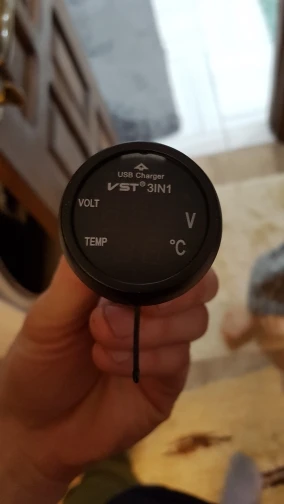 USB Charger
VST® 3IN1
VOLT
V
TEMP
°C